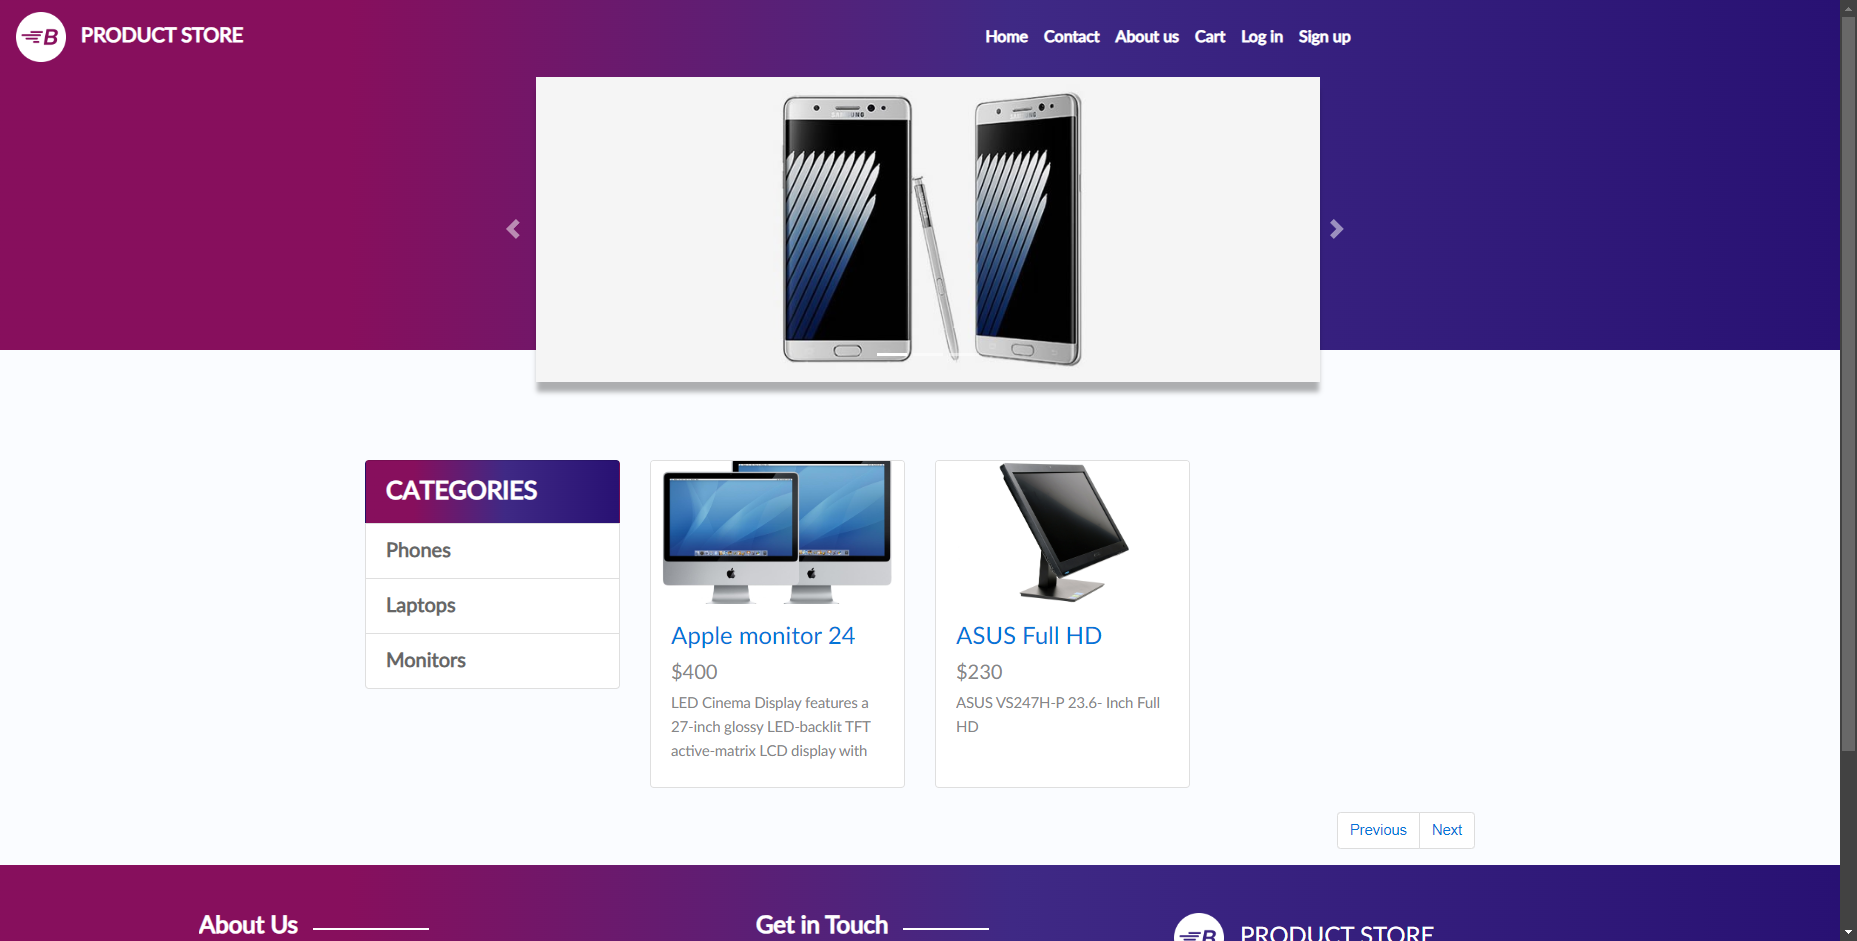 B PRODUCT STORE
Home Contact About us Cart Log in Sign up
SAMSUNG
SAMSUNG
CATEGORIES
Phones
Laptops
Monitors
Apple monitor 24
$400
LED Cinema Display features a
27-inch glossy LED-backlit TFT
active-matrix LCD display with
ASUS Full HD
$230
ASUS VS247H-P 23.6- Inch Full
HD
Previous Next
About Us
Get in Touch
B PRODUCT STORE